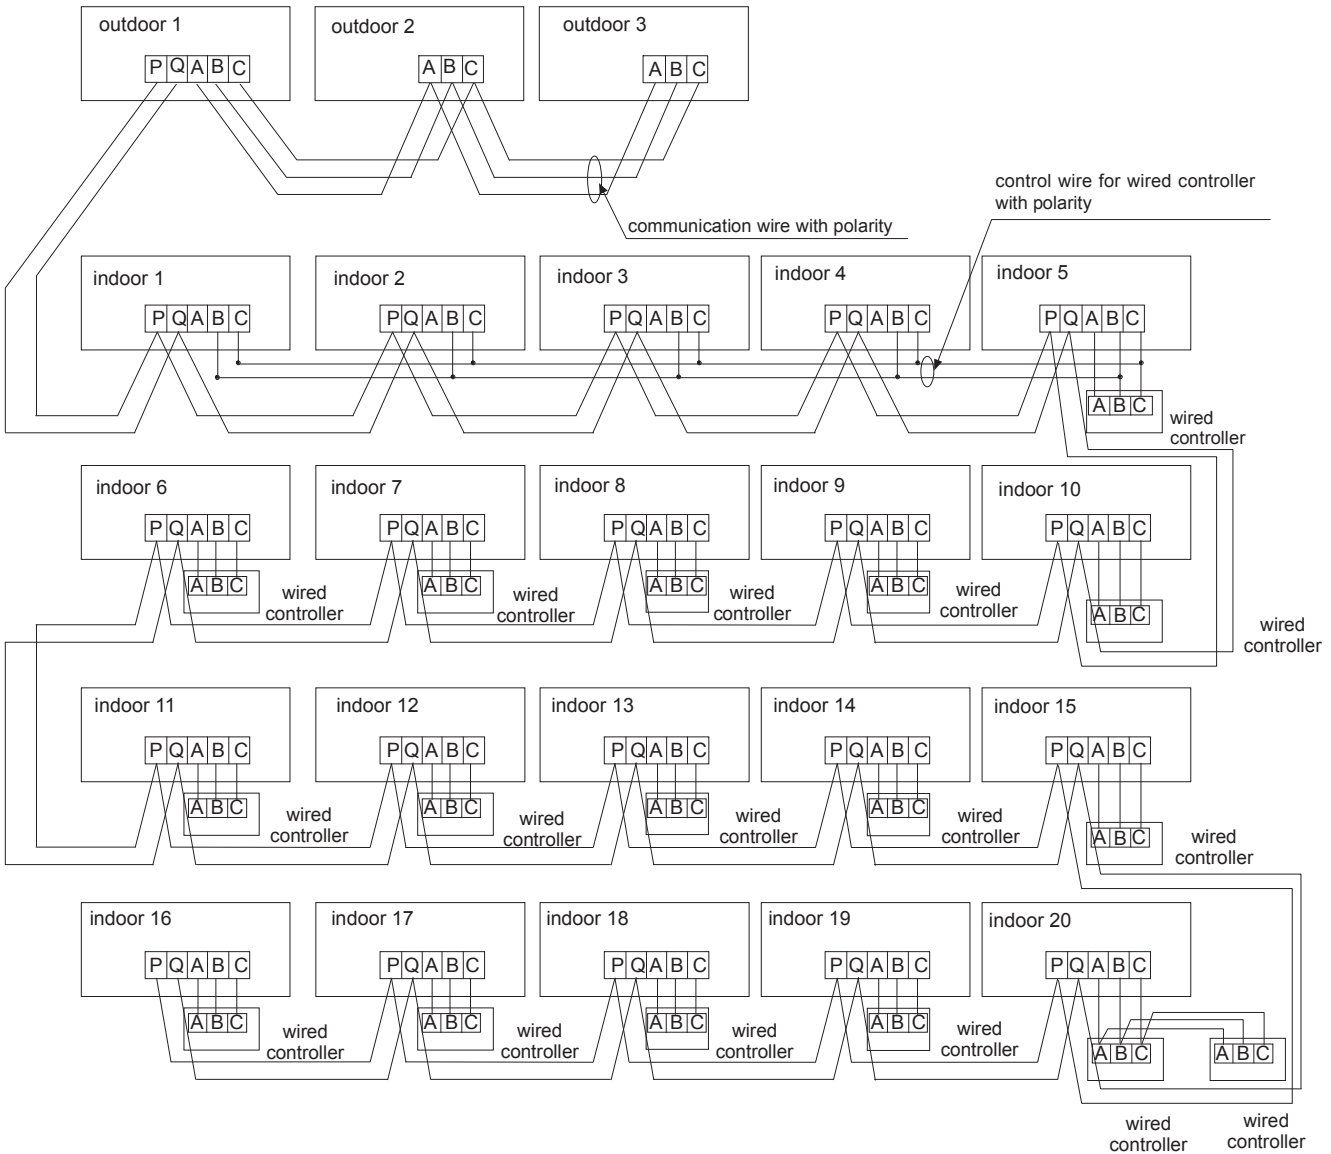 outdoor 1
outdoor 2
outdoor 3
P Q A B C
A B C
A B C
control wire for wired controller
with polarity
communication wire with polarity
indoor 1
indoor 2
indoor 3
indoor 4
indoor 5
P Q A B C
P Q A B C
P Q A B C
P Q A B C
P Q A B C
A B C
wired
controller
indoor 6
indoor 7
indoor 8
indoor 9
indoor 10
P Q A B C
P Q A B C
P Q A B C
P Q A B C
P Q A B C
A B C
wired
controller
A B C
wired
controller
A B C
wired
controller
A B C
wired
controller
A B C
wired
controller
indoor 11
indoor 12
indoor 13
indoor 14
indoor 15
P Q A B C
P Q A B C
P Q A B C
P Q A B C
P Q A B C
A B C
wired
controller
A B C
wired
controller
A B C
wired
controller
A B C
wired
controller
A B C
wired
controller
indoor 16
indoor 17
indoor 18
indoor 19
indoor 20
P Q A B C
P Q A B C
P Q A B C
P Q A B C
P Q A B C
A B C
wired
controller
A B C
wired
controller
A B C
wired
controller
A B C
wired
controller
A B C
A B C
wired
controller
wired
controller